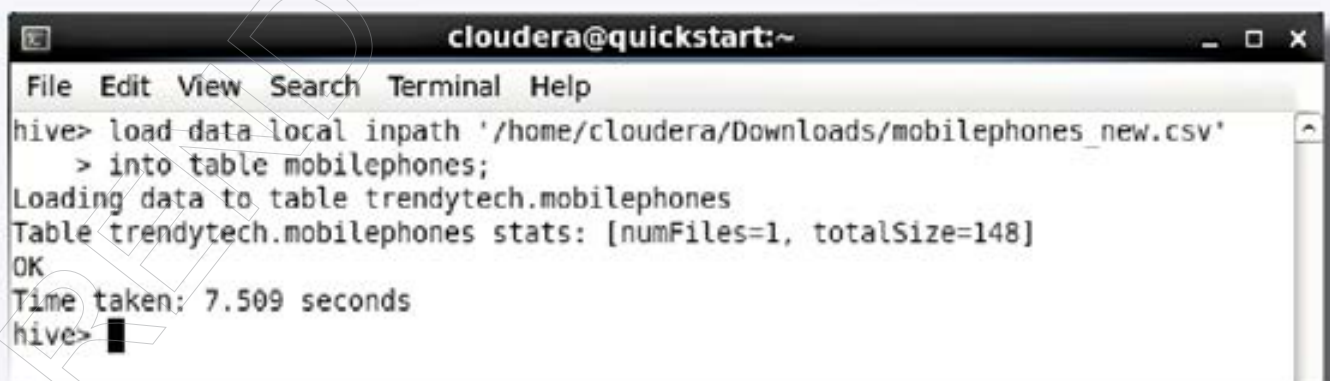 cloudera@quickstart:~
File Edit View Search Terminal Help
hive> load data local inpath '/home/cloudera/Downloads/mobilephones_new.csv'
    > into table mobilephones;
Loading data to table trendytech.mobilephones
Table trendytech.mobilephones stats: [numFiles=1, totalSize=148]
OK
Time taken: 7.509 seconds
hive>